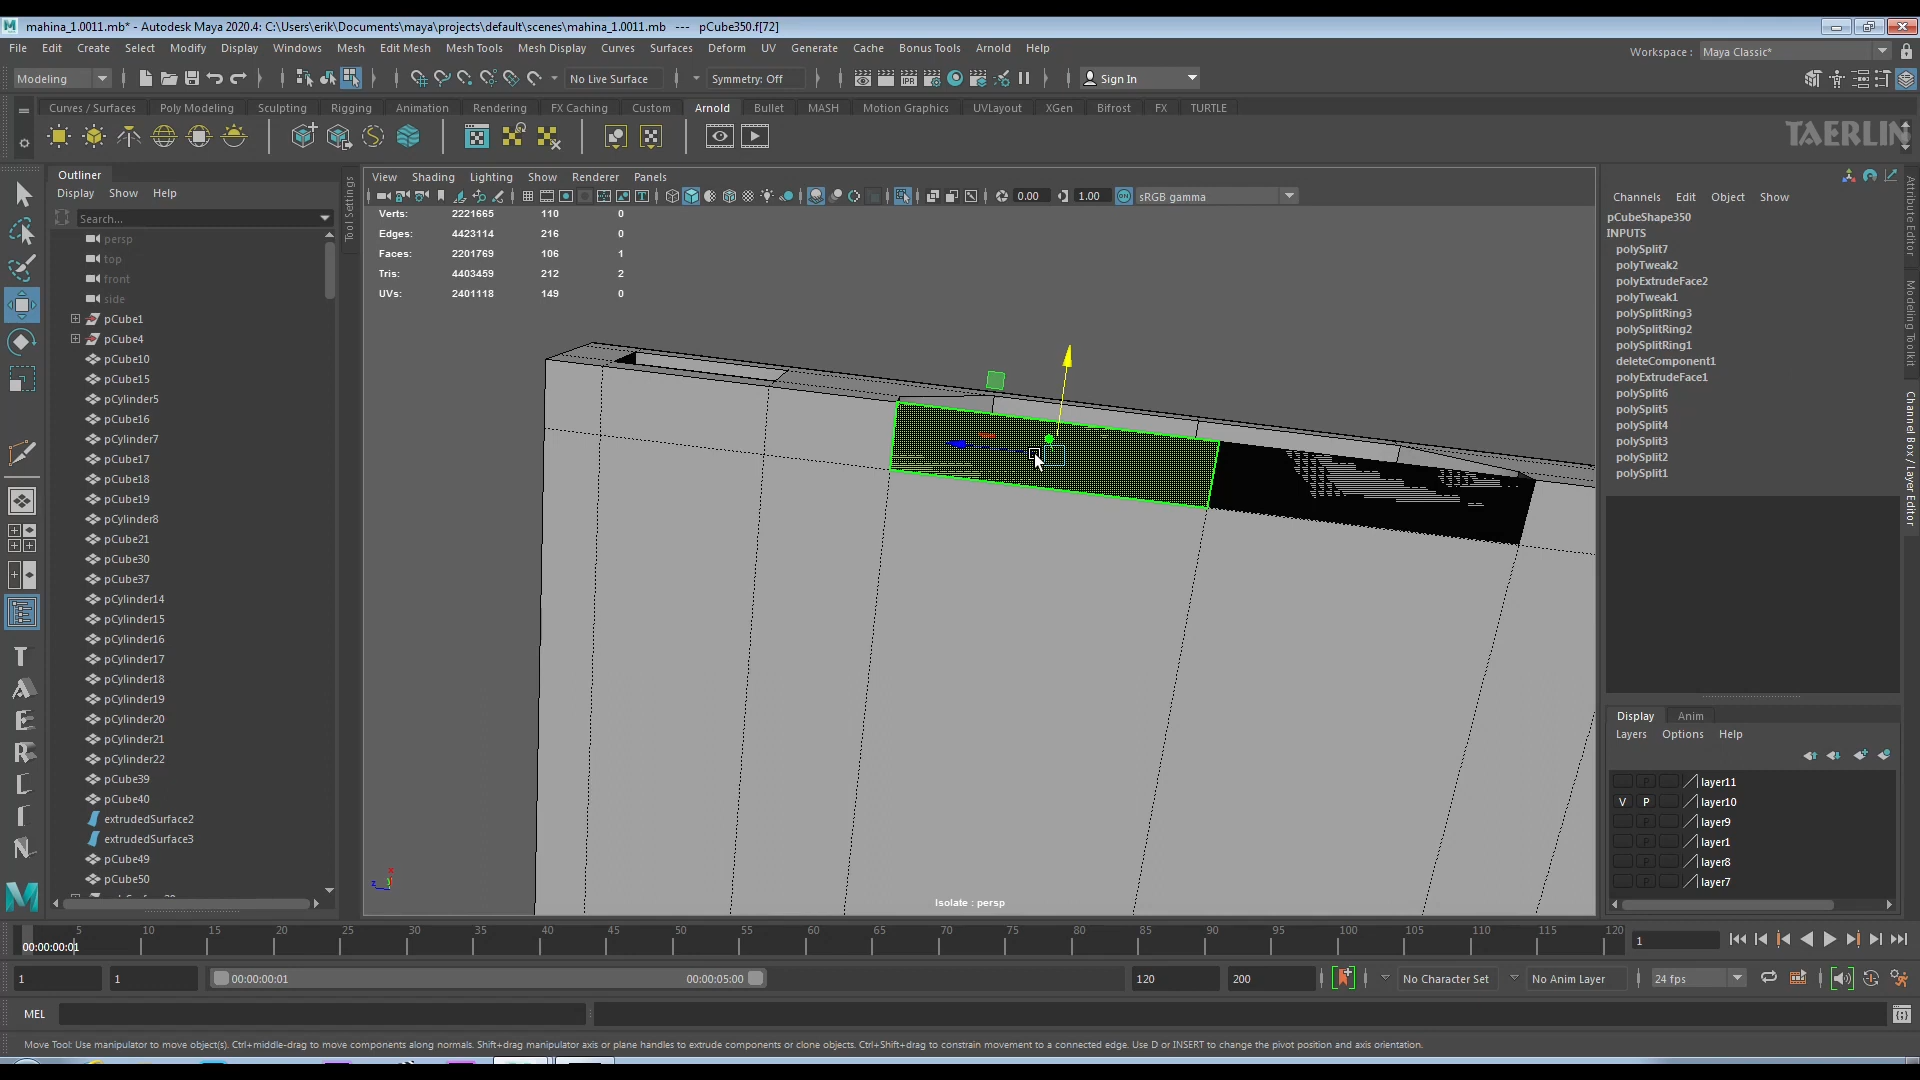 mahina_1.0011.mb* - Autodesk Maya 2020.4: C:\Users\erik\Documents\maya\projects\default\scenes\mahina_1.0011.mb --- pCube350.f[72]
File Edit Create Select Modify Display Windows Mesh Edit Mesh Mesh Tools Mesh Display Curves Surfaces Deform UV Generate Cache Bonus Tools Arnold Help
Workspace : Maya Classic*
Modeling No Live Surface Symmetry: Off Sign In
Curves / Surfaces Poly Modeling Sculpting Rigging Animation Rendering FX Caching Custom Arnold Bullet MASH Motion Graphics UVLayout XGen Bifrost FX TURTLE
IPR
TAERLIN
Outliner
Display Show Help
Search...
persp
top
front
side
pCube1
pCube4
pCube10
pCube15
pCylinder5
pCube16
pCylinder7
pCube17
pCube18
pCube19
pCylinder8
pCube21
pCube30
pCube37
pCylinder14
pCylinder15
pCylinder16
pCylinder17
pCylinder18
pCylinder19
pCylinder20
pCylinder21
pCylinder22
pCube39
pCube40
extrudedSurface2
extrudedSurface3
pCube49
pCube50
Tool Settings
View Shading Lighting Show Renderer Panels
0.00 1.00 ON sRGB gamma
Verts: 2221665 110 0
Edges: 4423114 216 0
Faces: 2201769 106 1
Tris: 4403459 212 2
UVs: 2401118 149 0
Isolate : persp
Channels Edit Object Show
pCubeShape350
INPUTS
polySplit7
polyTweak2
polyExtrudeFace2
polyTweak1
polySplitRing3
polySplitRing2
polySplitRing1
deleteComponent1
polyExtrudeFace1
polySplit6
polySplit5
polySplit4
polySplit3
polySplit2
polySplit1
Attribute Editor
Modeling Toolkit
Channel Box / Layer Editor
Display Anim
Layers Options Help
P layer11
V P layer10
P layer9
P layer1
P layer8
P layer7
5 10 15 20 25 30 35 40 45 50 55 60 65 70 75 80 85 90 95 100 105 110 115 120
00:00:00:01
1
1 1 00:00:00:01 00:00:05:00 120 200 No Character Set No Anim Layer 24 fps
MEL
Move Tool: Use manipulator to move object(s). Ctrl+middle-drag to move components along normals. Shift+drag manipulator axis or plane handles to extrude components or clone objects. Ctrl+Shift+drag to constrain movement to a connected edge. Use D or INSERT to change the pivot position and axis orientation.